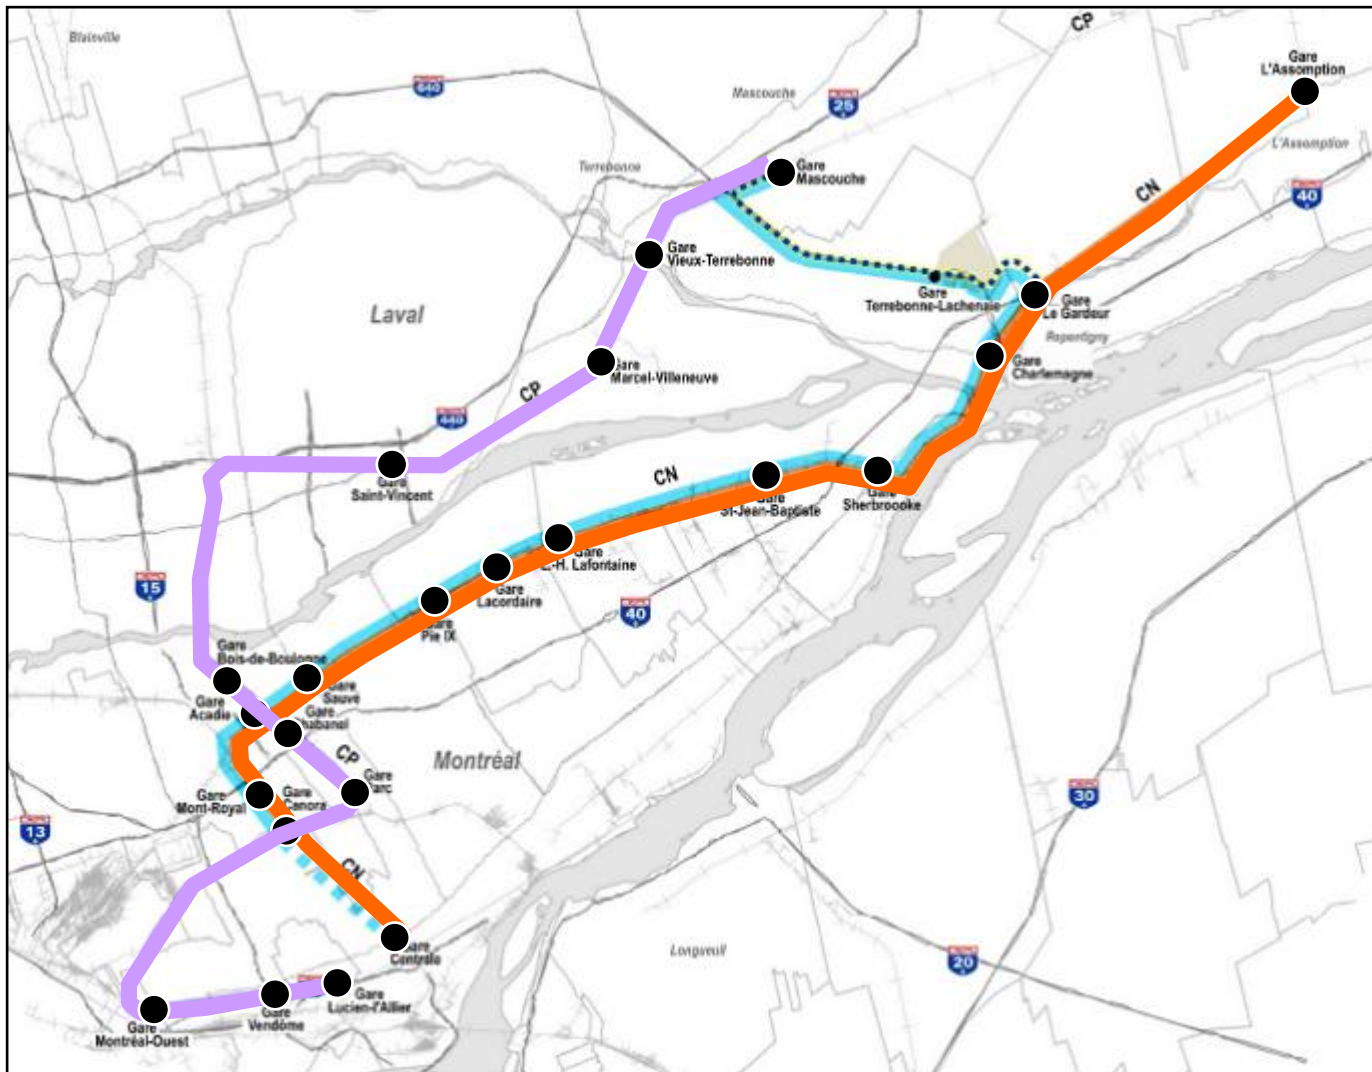 CP
Gare
L'Assomption
Blainville
640
Mascouche
25
L'Assomption
Terrebonne
Gare
Mascouche
CN
40
Gare
Vieux-Terrebonne
Gare
Terrebonne-Lachenaie
Gare
Le Gardeur
Laval
Repentigny
Gare
Charlemagne
Gare
Marcel-Villeneuve
CP
440
Gare
Saint-Vincent
CN
Gare
St-Jean-Baptiste
Gare
Sherbroooke
Gare
L.-H. Lafontaine
15
Gare
Lacordaire
40
Gare
Pie IX
Gare
Bois-de-Boulogne
Gare
Sauvé
Gare
Acadie
Gare
Chabanel
CP
Montréal
Gare
Parc
Gare
Mont-Royal
Gare
Canora
30
13
CN
Gare
Centrale
Longueuil
20
Gare
Lucien-l'Allier
Gare
Vendôme
Gare
Montréal-Ouest